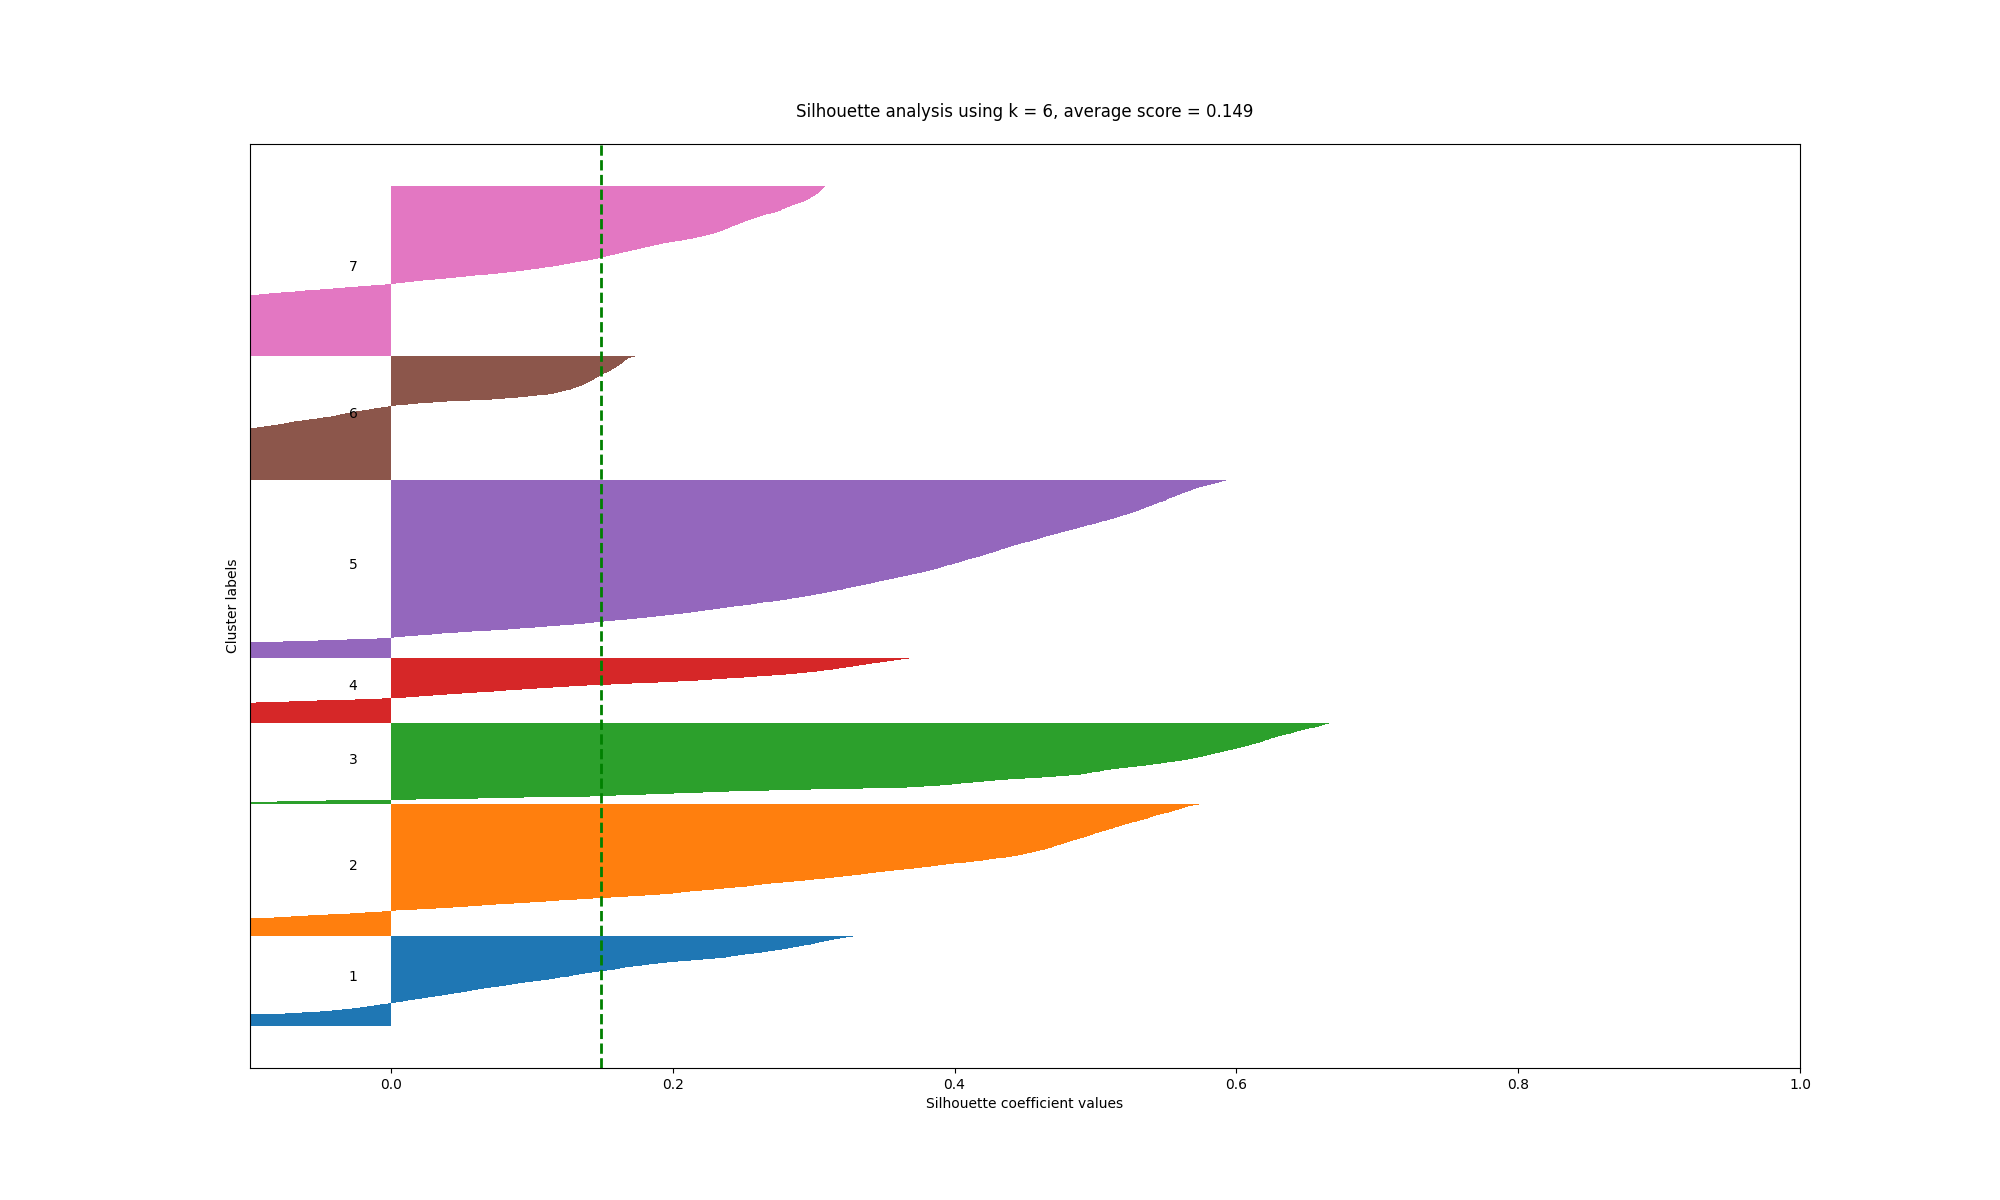 Silhouette analysis using k = 6, average score = 0.149
7
6
5
4
3
2
1
Cluster labels
0.0 0.2 0.4 0.6 0.8 1.0
Silhouette coefficient values